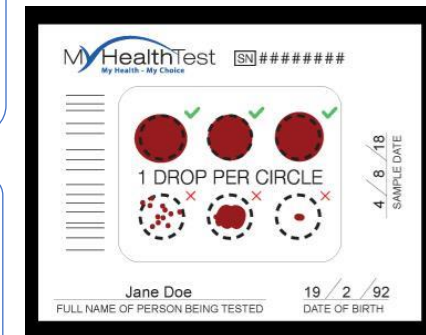 MyHealthTest
My Health - My Choice
SN ########
1 DROP PER CIRCLE
4 / 8 / 18
SAMPLE DATE
Jane Doe
FULL NAME OF PERSON BEING TESTED
19 / 2 / 92
DATE OF BIRTH